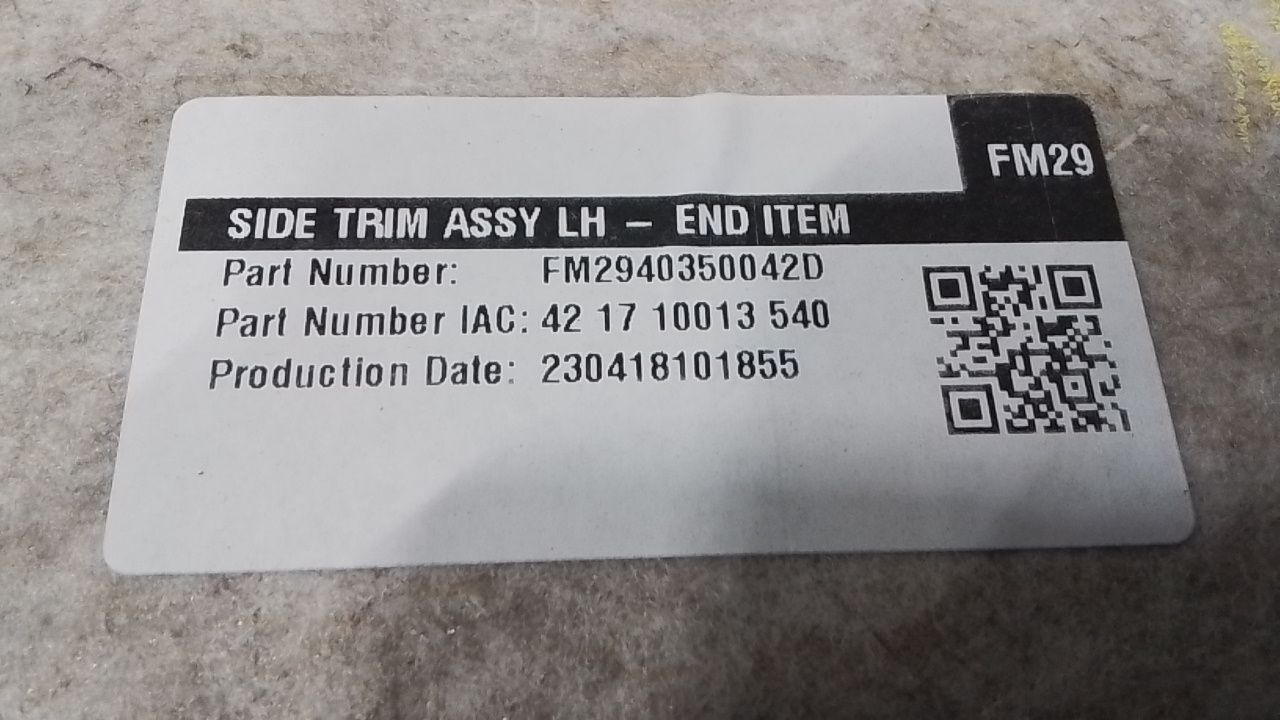 FM29
SIDE TRIM ASSY LH – END ITEM
Part Number: FM2940350042D
Part Number IAC: 42 17 10013 540
Production Date: 230418101855